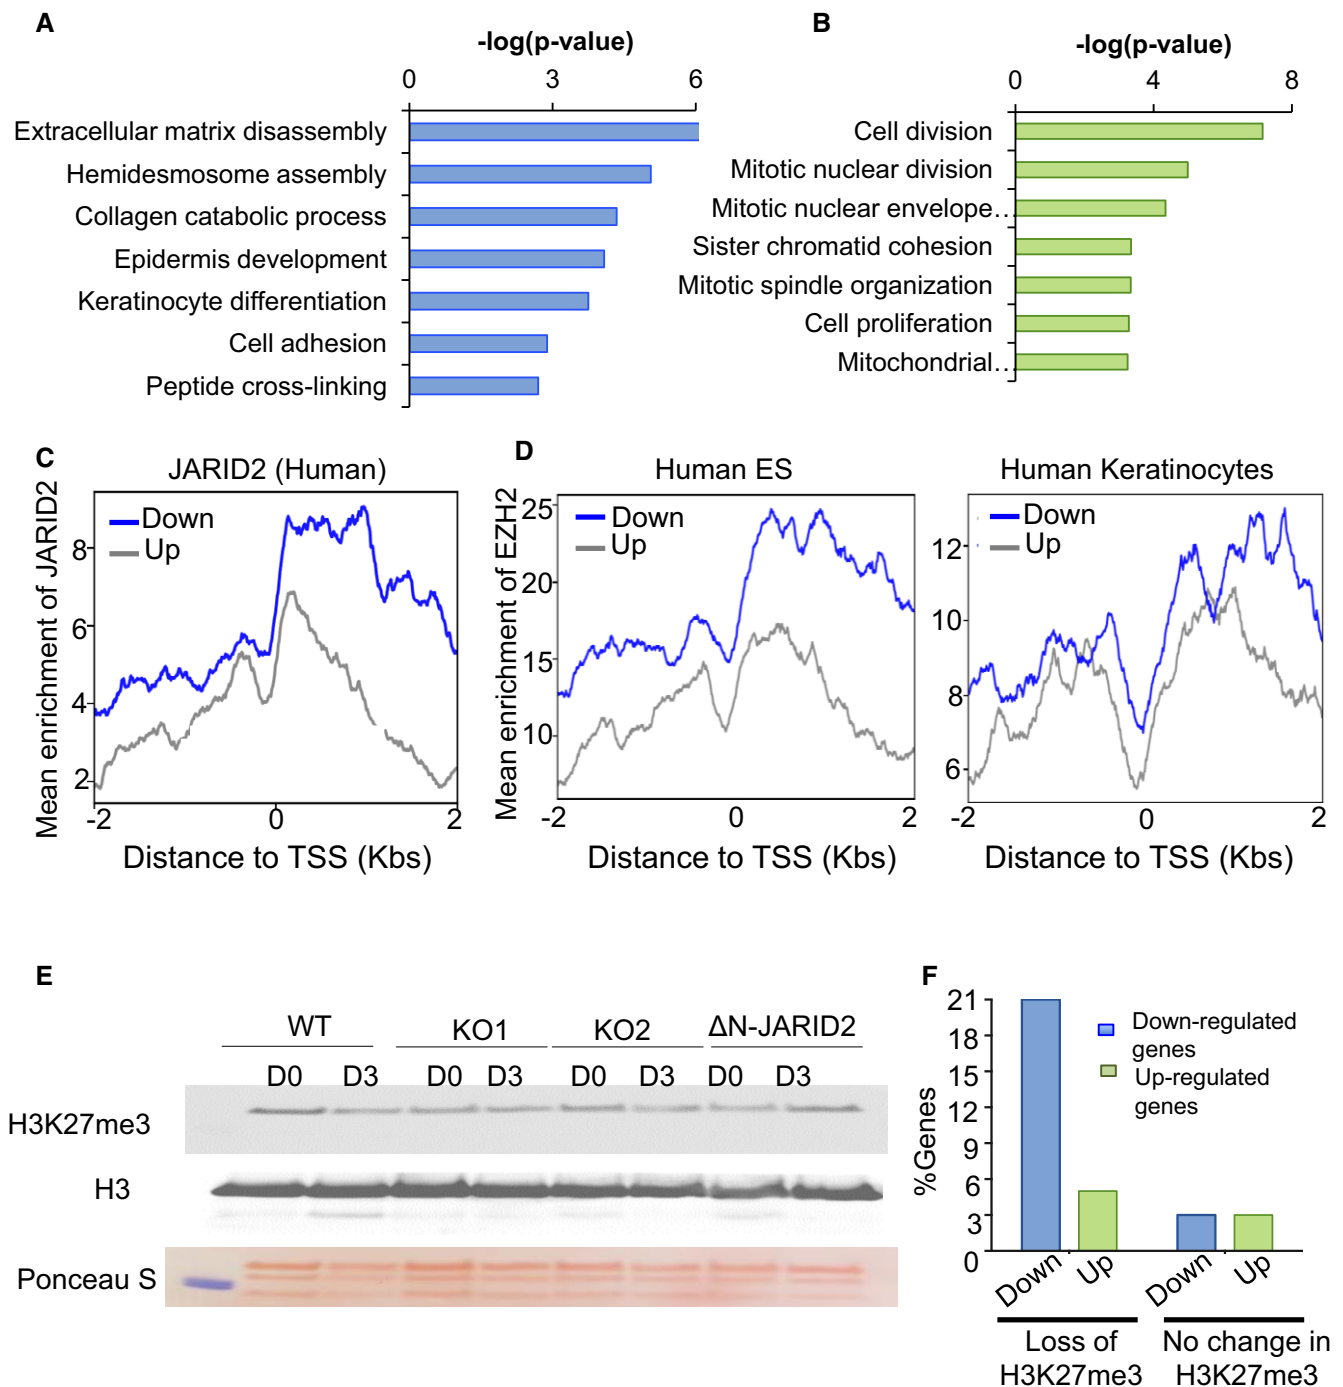 A
-log(p-value)
0 3 6
Extracellular matrix disassembly
Hemidesmosome assembly
Collagen catabolic process
Epidermis development
Keratinocyte differentiation
Cell adhesion
Peptide cross-linking
B
-log(p-value)
0 4 8
Cell division
Mitotic nuclear division
Mitotic nuclear envelope…
Sister chromatid cohesion
Mitotic spindle organization
Cell proliferation
Mitochondrial…
C
JARID2 (Human)
Mean enrichment of JARID2
Down
Up
8
6
4
2
-2 0 2
Distance to TSS (Kbs)
D
Human ES
Mean enrichment of EZH2
Down
Up
25
20
15
10
-2 0 2
Distance to TSS (Kbs)
Human Keratinocytes
Down
Up
12
10
8
6
-2 0 2
Distance to TSS (Kbs)
E
WT KO1 KO2 ΔN-JARID2
D0 D3 D0 D3 D0 D3 D0 D3
H3K27me3
H3
Ponceau S
F
%Genes
21
18
15
12
9
6
3
0
Down-regulated
genes
Up-regulated
genes
Down Up Down Up
Loss of
H3K27me3
No change in
H3K27me3